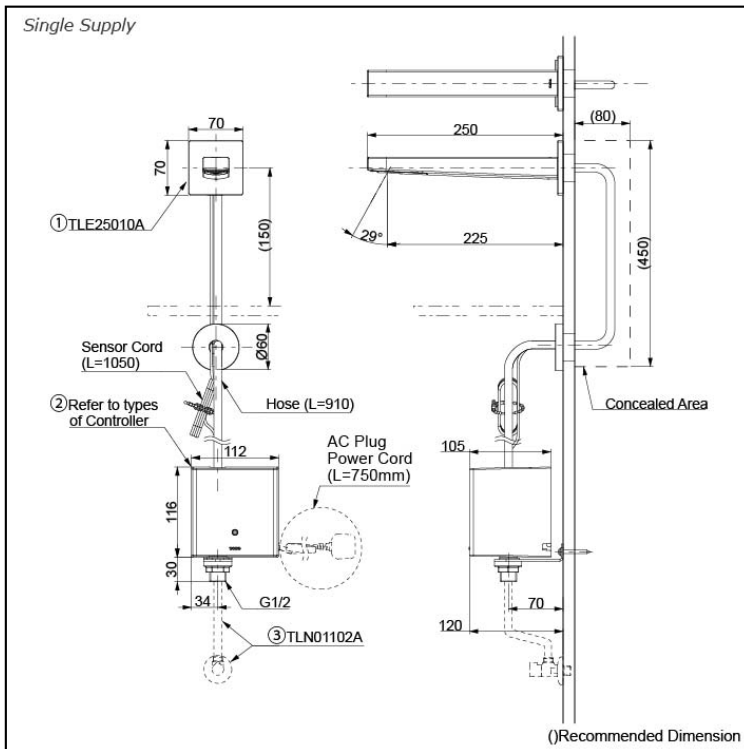 Single Supply
70
70
①TLE25010A
(150)
Ø60
Sensor Cord
(L=1050)
Hose (L=910)
②Refer to types
of Controller
112
AC Plug
Power Cord
(L=750mm)
116
30
34
G1/2
③TLN01102A
(80)
250
29°
225
(450)
Concealed Area
105
70
120
()Recommended Dimension